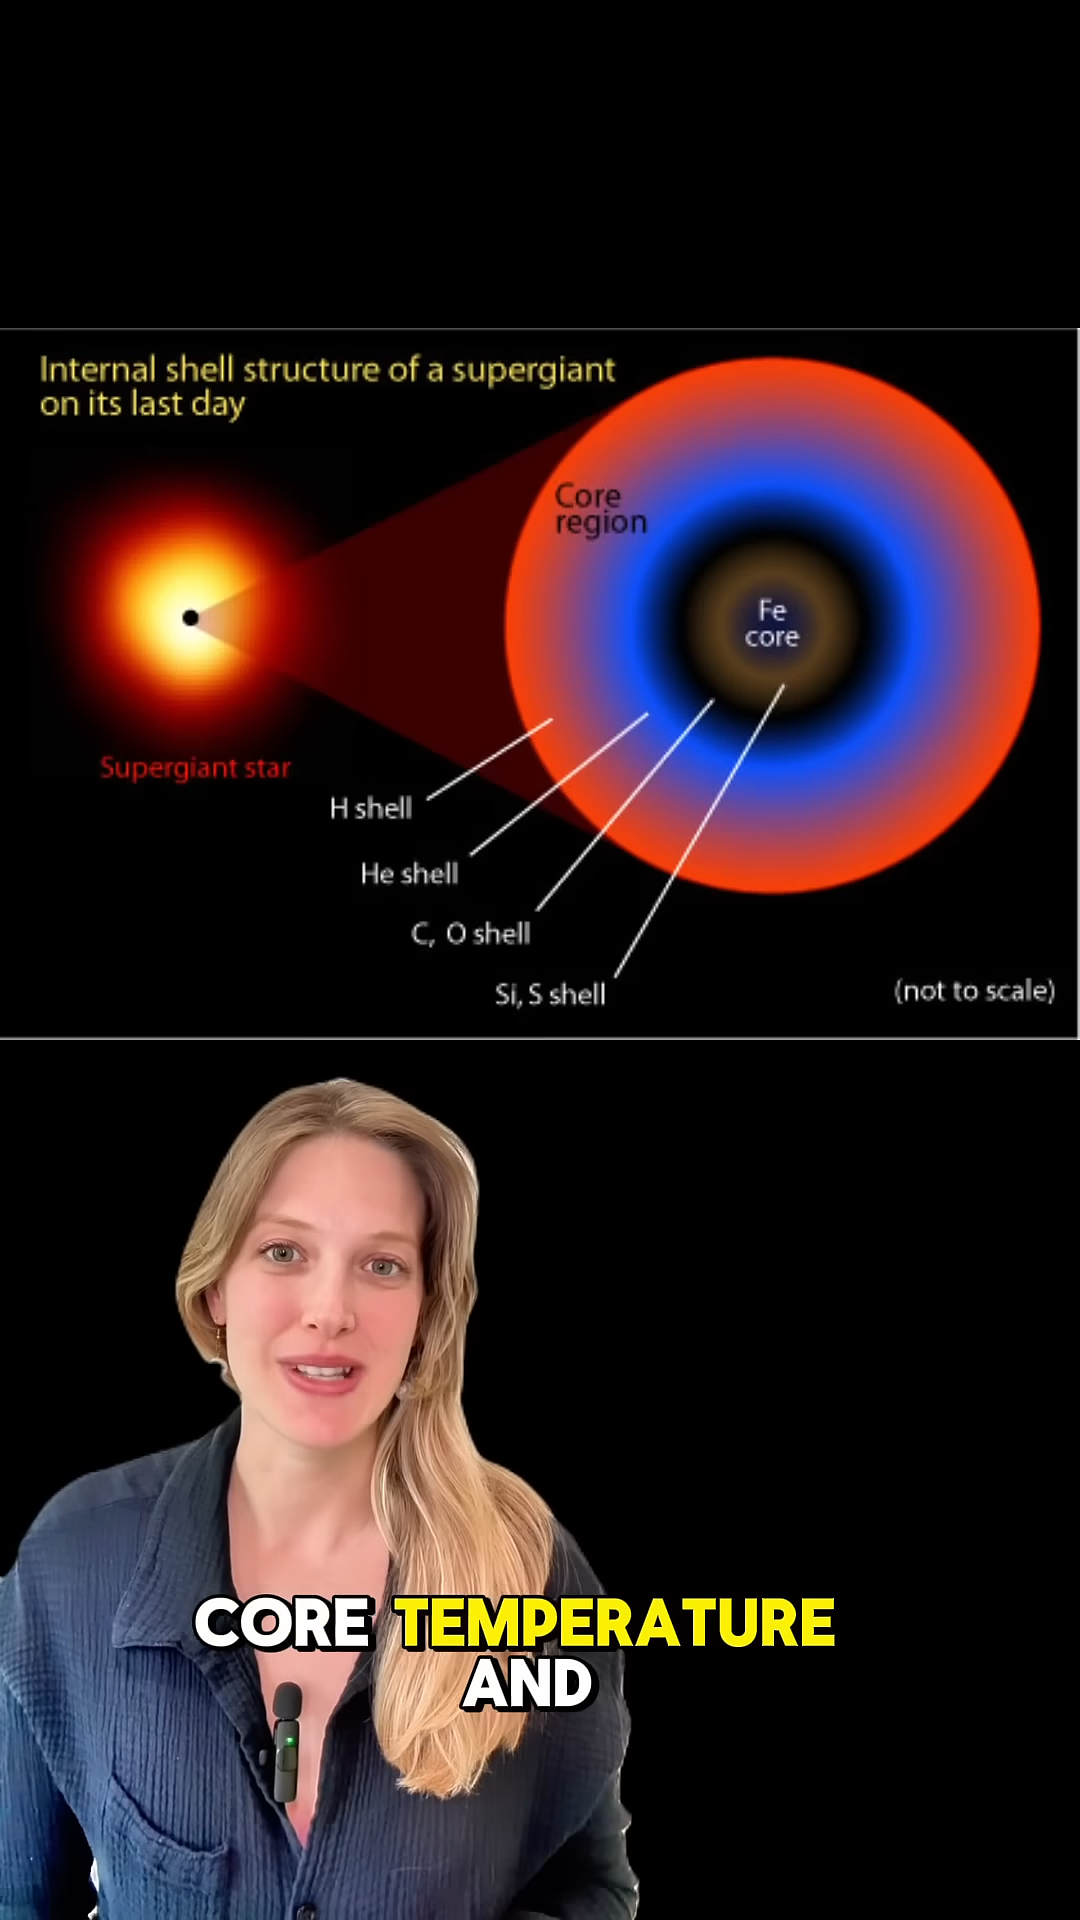 Internal shell structure of a supergiant
on its last day
Core
region
Fe
core
Supergiant star
H shell
He shell
C, O shell
Si, S shell
(not to scale)
CORE TEMPERATURE
AND